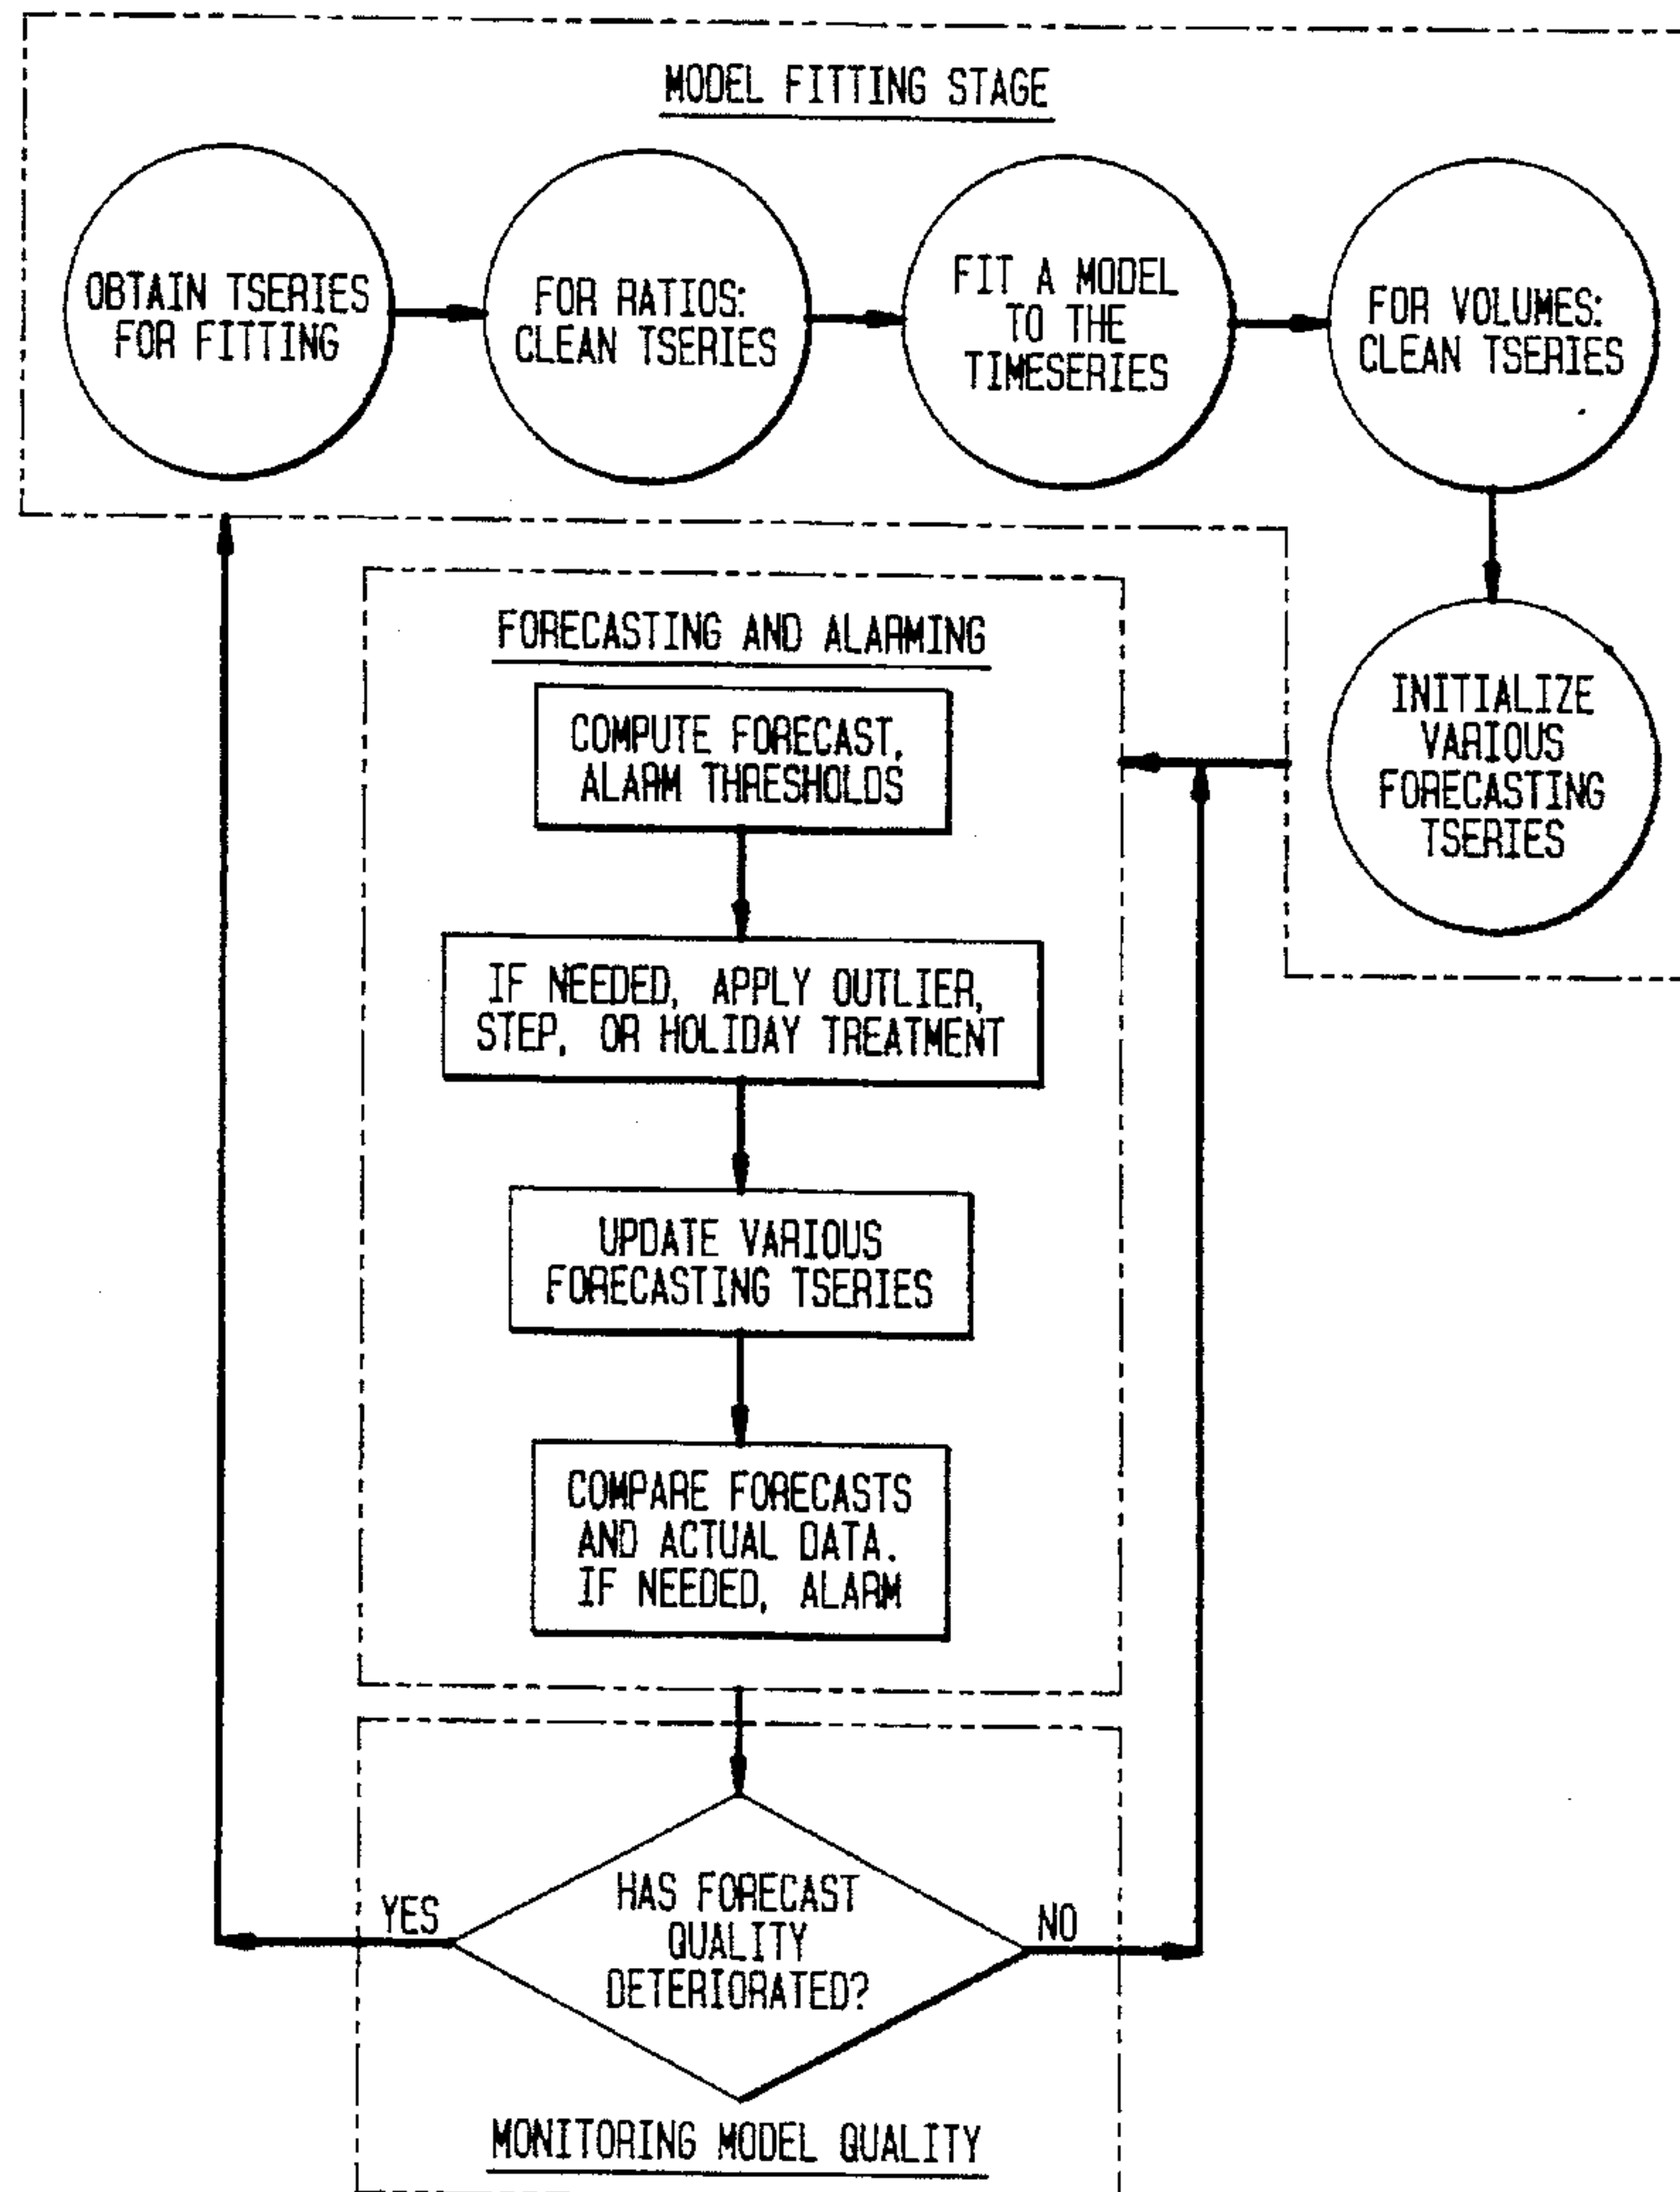 MODEL FITTING STAGE
OBTAIN TSERIES
FOR FITTING
FOR RATIOS:
CLEAN TSERIES
FIT A MODEL
TO THE
TIMESERIES
FOR VOLUMES:
CLEAN TSERIES
INITIALIZE
VARIOUS
FORECASTING
TSERIES
FORECASTING AND ALARMING
COMPUTE FORECAST,
ALARM THRESHOLDS
IF NEEDED, APPLY OUTLIER,
STEP, OR HOLIDAY TREATMENT
UPDATE VARIOUS
FORECASTING TSERIES
COMPARE FORECASTS
AND ACTUAL DATA.
IF NEEDED, ALARM
HAS FORECAST
QUALITY
DETERIORATED?
YES
NO
MONITORING MODEL QUALITY